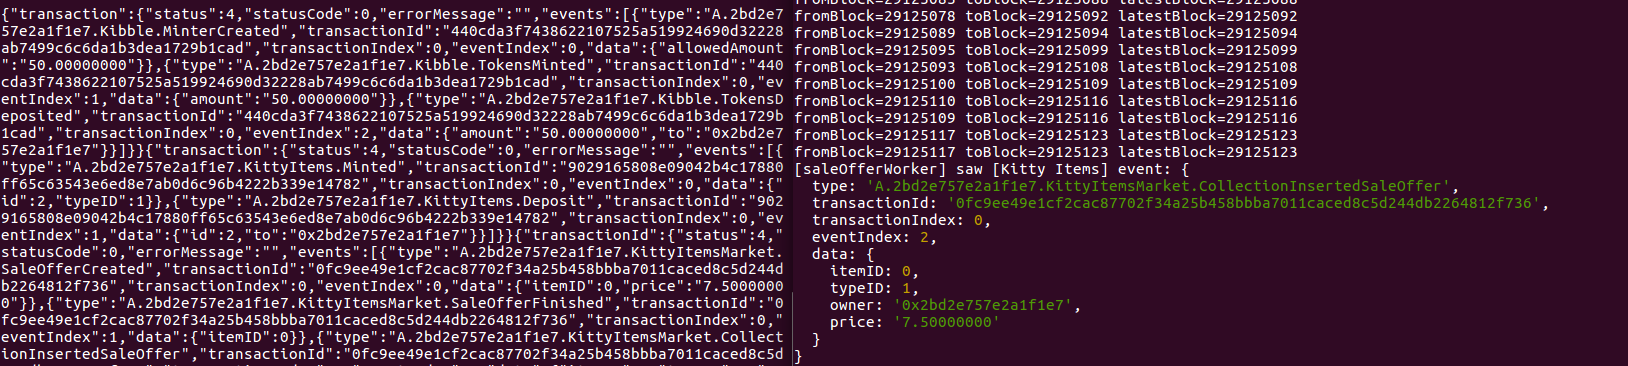 {"transaction":{"status":4,"statusCode":0,"errorMessage":"","events":[{"type":"A.2bd2e7
57e2a1f1e7.Kibble.MinterCreated","transactionId":"440cda3f7438622107525a519924690d32228
ab7499c6c6da1b3dea1729b1cad","transactionIndex":0,"eventIndex":0,"data":{"allowedAmount
":"50.00000000"}},{"type":"A.2bd2e757e2a1f1e7.Kibble.TokensMinted","transactionId":"440
cda3f7438622107525a519924690d32228ab7499c6c6da1b3dea1729b1cad","transactionIndex":0,"ev
entIndex":1,"data":{"amount":"50.00000000"}},{"type":"A.2bd2e757e2a1f1e7.Kibble.TokensD
eposited","transactionId":"440cda3f7438622107525a519924690d32228ab7499c6c6da1b3dea1729b
1cad","transactionIndex":0,"eventIndex":2,"data":{"amount":"50.00000000","to":"0x2bd2e7
57e2a1f1e7"}}]}}{"transaction":{"status":4,"statusCode":0,"errorMessage":"","events":[{
"type":"A.2bd2e757e2a1f1e7.KittyItems.Minted","transactionId":"9029165808e09042b4c17880
ff65c63543e6ed8e7ab0d6c96b4222b339e14782","transactionIndex":0,"eventIndex":0,"data":{"
id":2,"typeID":1}},{"type":"A.2bd2e757e2a1f1e7.KittyItems.Deposit","transactionId":"902
9165808e09042b4c17880ff65c63543e6ed8e7ab0d6c96b4222b339e14782","transactionIndex":0,"ev
entIndex":1,"data":{"id":2,"to":"0x2bd2e757e2a1f1e7"}}]}}{"transactionId":{"status":4,"
statusCode":0,"errorMessage":"","events":[{"type":"A.2bd2e757e2a1f1e7.KittyItemsMarket.
SaleOfferCreated","transactionId":"0fc9ee49e1cf2cac87702f34a25b458bbba7011caced8c5d244d
b2264812f736","transactionIndex":0,"eventIndex":0,"data":{"itemID":0,"price":"7.5000000
0"}},{"type":"A.2bd2e757e2a1f1e7.KittyItemsMarket.SaleOfferFinished","transactionId":"0
fc9ee49e1cf2cac87702f34a25b458bbba7011caced8c5d244db2264812f736","transactionIndex":0,"
eventIndex":1,"data":{"itemID":0}},{"type":"A.2bd2e757e2a1f1e7.KittyItemsMarket.Collect
ionInsertedSaleOffer","transactionId":"0fc9ee49e1cf2cac87702f34a25b458bbba7011caced8c5d
fromBlock=29125078 toBlock=29125092 latestBlock=29125092
fromBlock=29125089 toBlock=29125094 latestBlock=29125094
fromBlock=29125095 toBlock=29125099 latestBlock=29125099
fromBlock=29125093 toBlock=29125108 latestBlock=29125108
fromBlock=29125100 toBlock=29125109 latestBlock=29125109
fromBlock=29125110 toBlock=29125116 latestBlock=29125116
fromBlock=29125109 toBlock=29125116 latestBlock=29125116
fromBlock=29125117 toBlock=29125123 latestBlock=29125123
fromBlock=29125117 toBlock=29125123 latestBlock=29125123
[saleOfferWorker] saw [Kitty Items] event: {
type: 'A.2bd2e757e2a1f1e7.KittyItemsMarket.CollectionInsertedSaleOffer',
transactionId: '0fc9ee49e1cf2cac87702f34a25b458bbba7011caced8c5d244db2264812f736',
transactionIndex: 0,
eventIndex: 2,
data: {
itemID: 0,
typeID: 1,
owner: '0x2bd2e757e2a1f1e7',
price: '7.50000000'
}
}